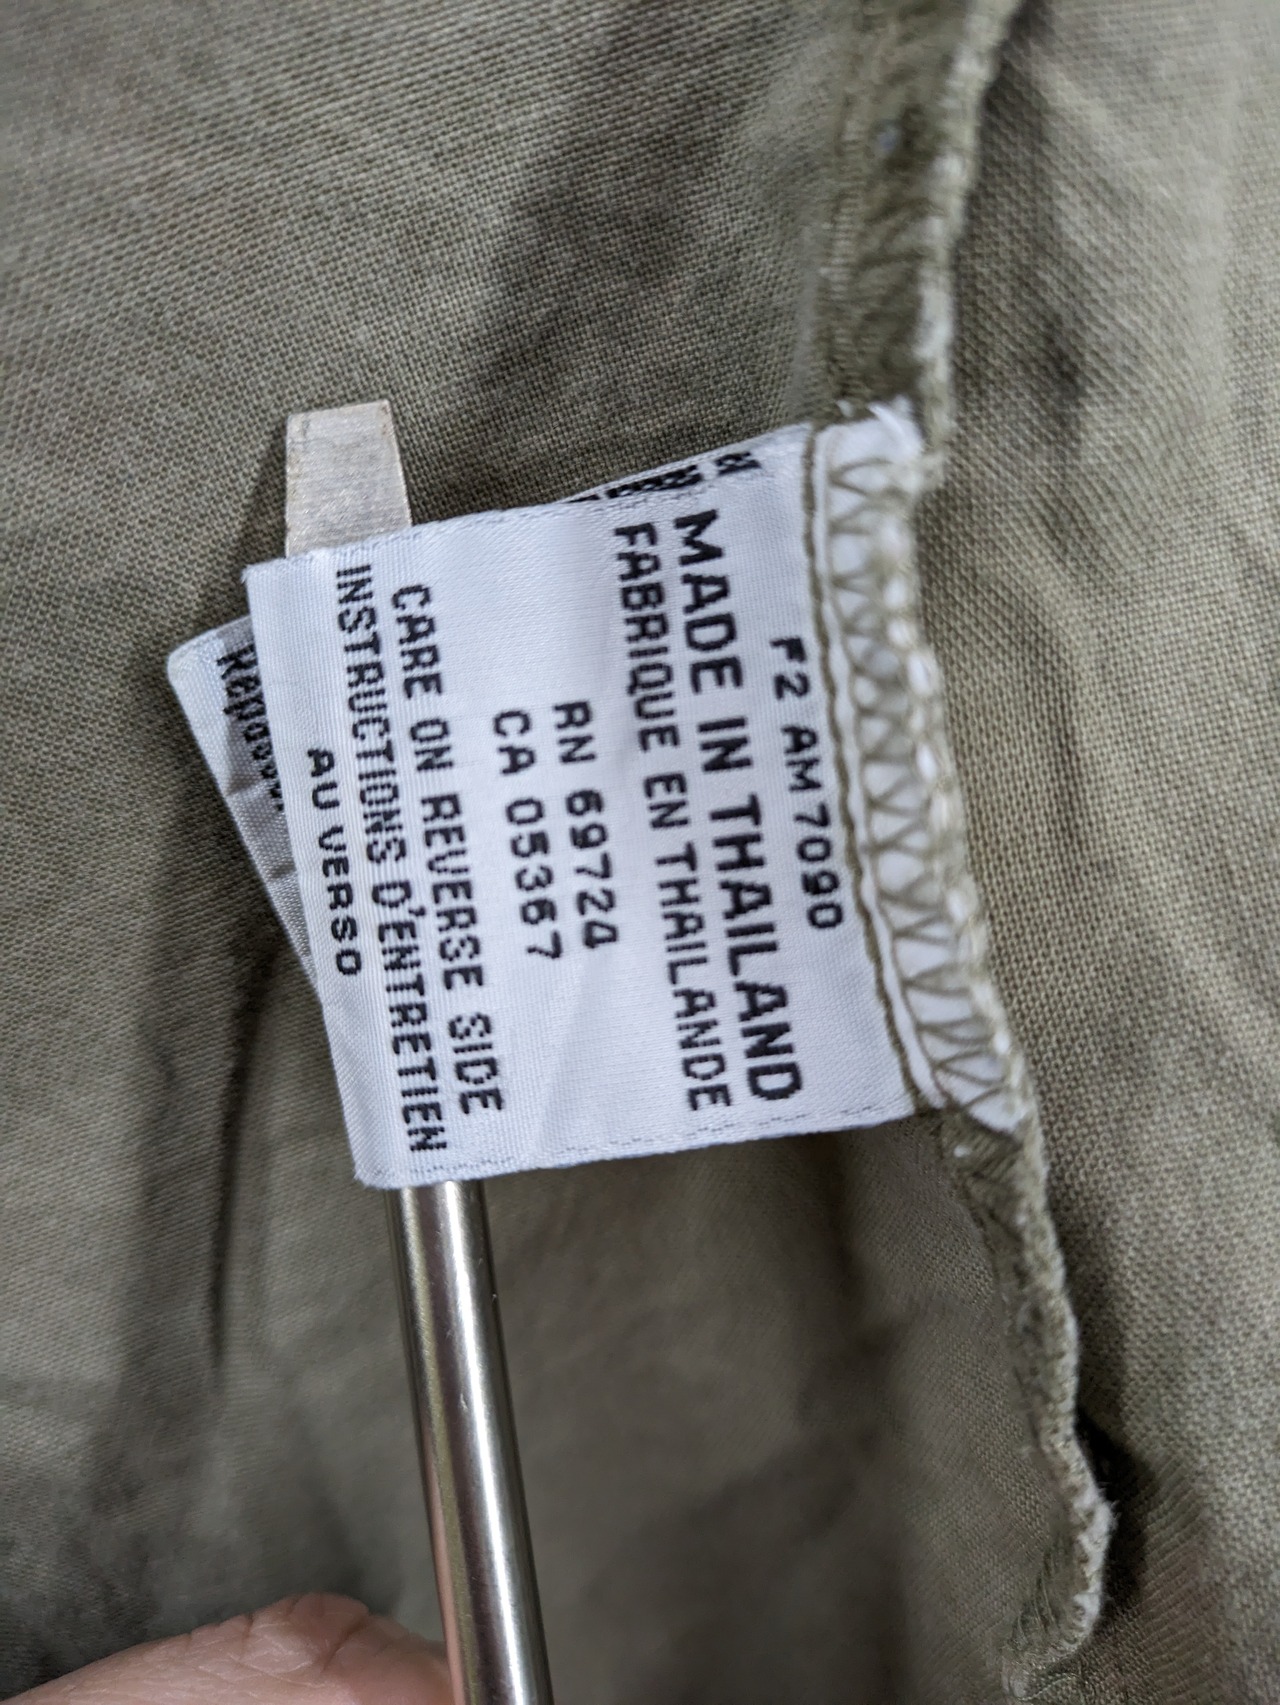 F2 AM7090
MADE IN THAILAND
FABRIQUE EN THAILANDE
RN 69724
CA 05367
CARE ON REVERSE SIDE
INSTRUCTIONS D'ENTRETIEN
AU VERSO